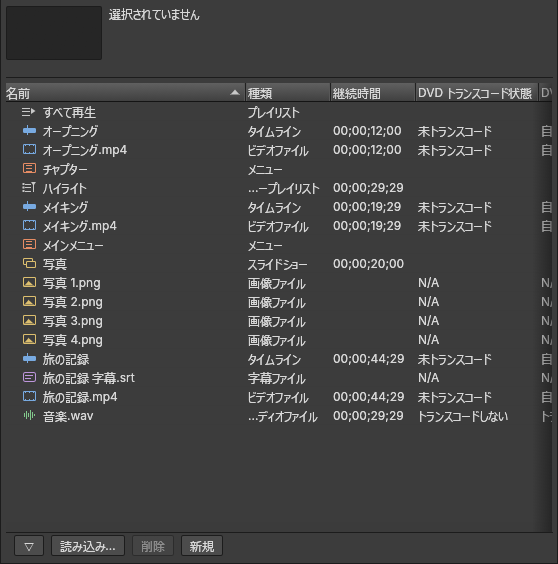 選択されていません
名前 種類 継続時間 DVD トランスコード状態
すべて再生 プレイリスト
オープニング タイムライン 00;00;12;00 未トランスコード 自
オープニング.mp4 ビデオファイル 00;00;12;00 未トランスコード 自
チャプター メニュー
ハイライト ...ープレイリスト 00;00;29;29
メイキング タイムライン 00;00;19;29 未トランスコード 自
メイキング.mp4 ビデオファイル 00;00;19;29 未トランスコード 自
メインメニュー メニュー
写真 スライドショー 00;00;20;00
写真 1.png 画像ファイル N/A N/
写真 2.png 画像ファイル N/A N/
写真 3.png 画像ファイル N/A N/
写真 4.png 画像ファイル N/A N/
旅の記録 タイムライン 00;00;44;29 未トランスコード 自
旅の記録 字幕.srt 字幕ファイル N/A N/
旅の記録.mp4 ビデオファイル 00;00;44;29 未トランスコード 自
音楽.wav ...ディオファイル 00;00;29;29 トランスコードしない
読み込み... 削除 新規